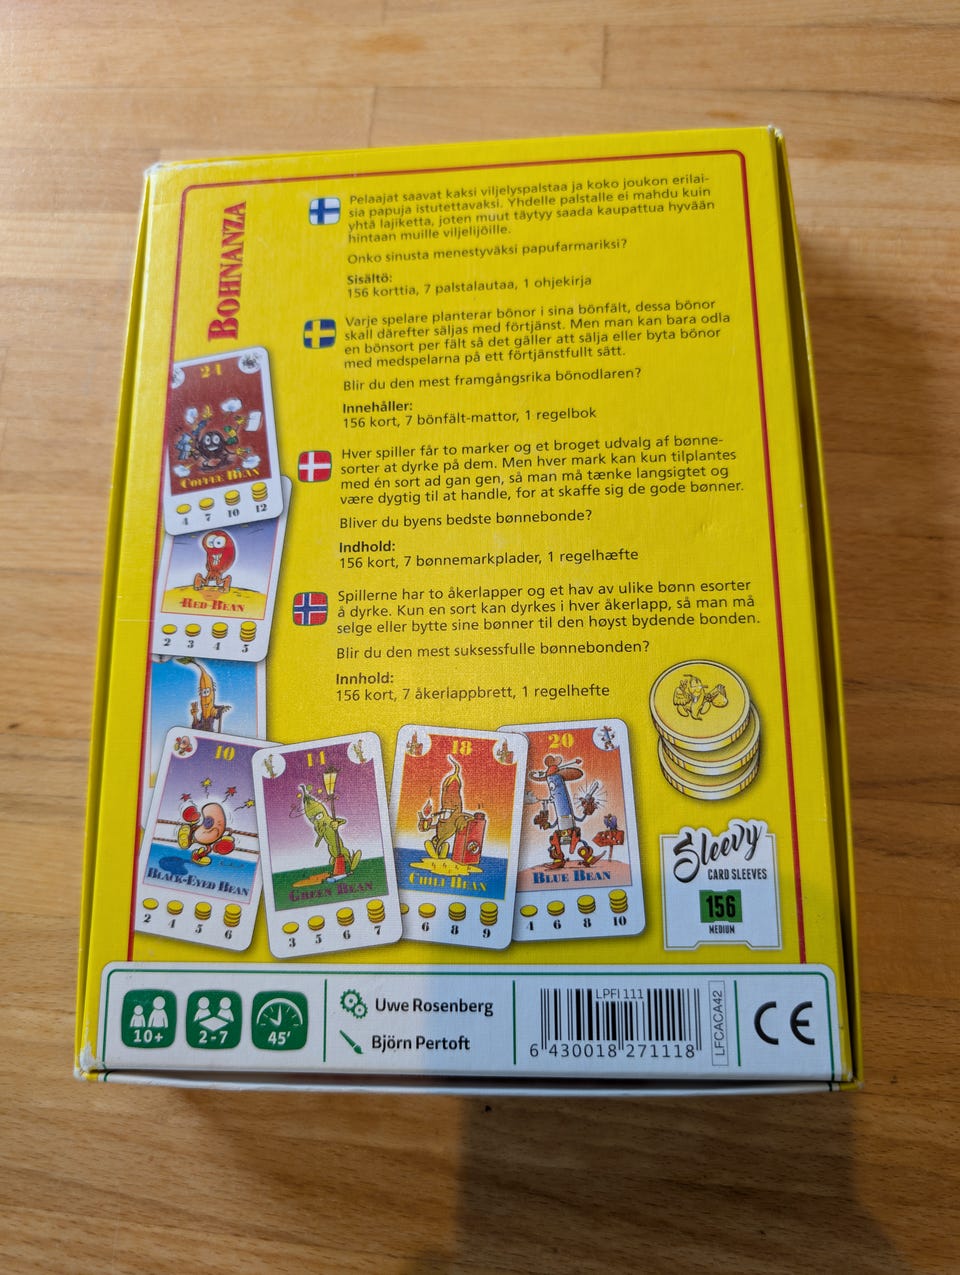 BOHNANZA
Pelaajat saavat kaksi viljelyspalstaa ja koko joukon erilai-
sia papuja istutettavaksi. Yhdelle palstalle ei mahdu kuin
yhtä lajiketta, joten muut täytyy saada kaupattua hyvään
hintaan muille viljelijöille.
Onko sinusta menestyväksi papufarmariksi?
Sisältö:
156 korttia, 7 palstalautaa, 1 ohjekirja
Varje spelare planterar bönor i sina bönfält, dessa bönor
skall därefter säljas med förtjänst. Men man kan bara odla
en bönsort per fält så det gäller att sälja eller byta bönor
med medspelarna på ett förtjänstfullt sätt.
Blir du den mest framgångsrika bönodlaren?
Innehåller:
156 kort, 7 bönfält-mattor, 1 regelbok
Hver spiller får to marker og et broget udvalg af bønne-
sorter at dyrke på dem. Men hver mark kan kun tilplantes
med én sort ad gan gen, så man må tænke langsigtet og
være dygtig til at handle, for at skaffe sig de gode bønner.
Bliver du byens bedste bønnebonde?
Indhold:
156 kort, 7 bønnemarkplader, 1 regelhæfte
Spillerne har to åkerlapper og et hav av ulike bønn esorter
å dyrke. Kun en sort kan dyrkes i hver åkerlapp, så man må
selge eller bytte sine bønner til den høyst bydende bonden.
Blir du den mest suksessfulle bønnebonden?
Innhold:
156 kort, 7 åkerlappbrett, 1 regelhefte
24
COFFEE BEAN
4 7 10 12
RED BEAN
2 3 4 5
10
BLACK-EYED BEAN
2 4 5 6
14
GREEN BEAN
3 5 6 7
18
CHILI BEAN
6 8 9
20
BLUE BEAN
4 6 8 10
Sleevy
CARD SLEEVES
156
MEDIUM
10+
2-7
45'
Uwe Rosenberg
Björn Pertoft
LPFI 111
6 430018 271118
LFCACA42
CE